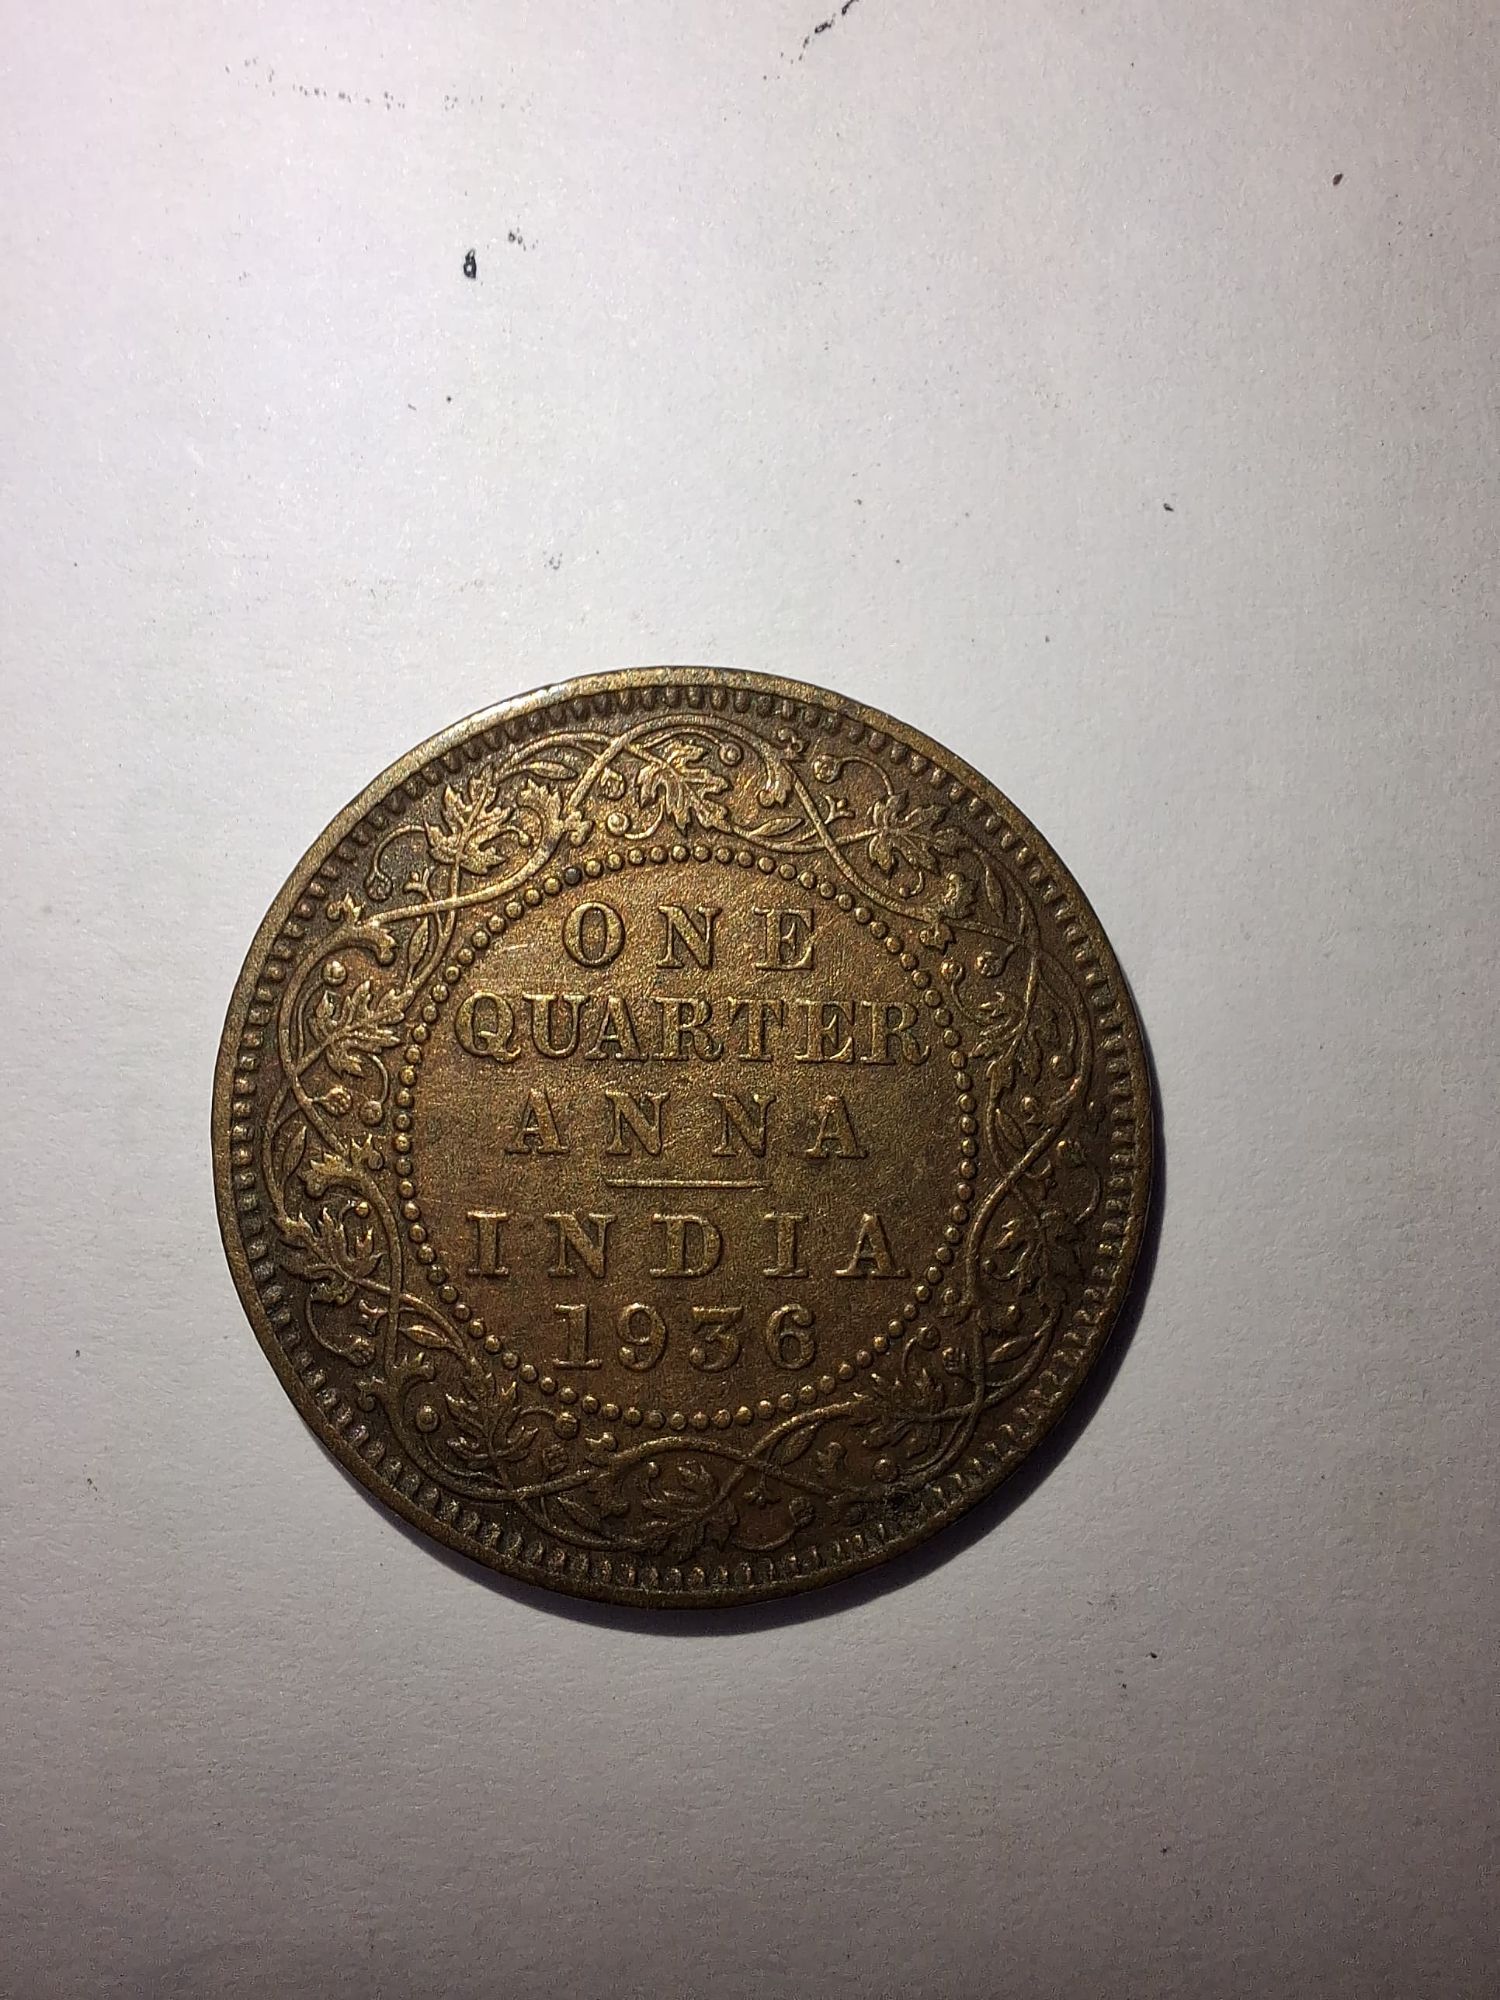 ONE
QUARTER
ANNA
INDIA
1936